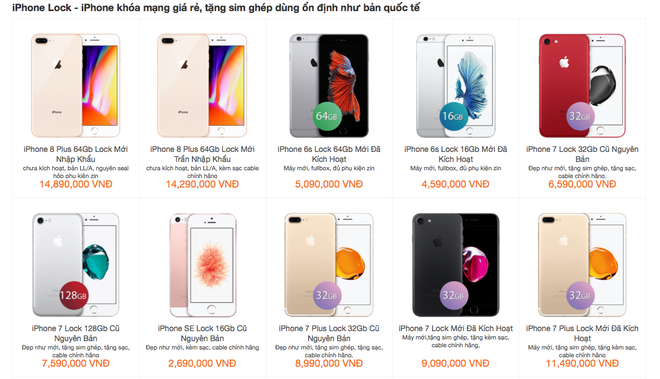 iPhone Lock - iPhone khóa mạng giá rẻ, tặng sim ghép dùng ổn định như bản quốc tế
64GB
16GB
32GB
iPhone 8 Plus 64Gb Lock Mới
Nhập Khẩu
chưa kích hoạt, bản LL/A, nguyên seal
hộp phụ kiện zin
14,890,000 VNĐ
iPhone 8 Plus 64Gb Lock Mới
Trần Nhập Khẩu
chưa kích hoạt, bản LL/A, kèm sạc cable
chính hãng
14,290,000 VNĐ
iPhone 6s Lock 64Gb Mới Đã
Kích Hoạt
Máy mới, fullbox, đủ phụ kiện zin
5,090,000 VNĐ
iPhone 6s Lock 16Gb Mới Đã
Kích Hoạt
Máy mới, fullbox, đủ phụ kiện zin
4,590,000 VNĐ
iPhone 7 Lock 32Gb Cũ Nguyên
Bản
Đẹp như mới, tặng sim ghép, tặng sạc,
cable chính hãng.
6,590,000 VNĐ
128GB
32GB
32GB
32GB
iPhone 7 Lock 128Gb Cũ
Nguyên Bản
Đẹp như mới, tặng sim ghép, tặng sạc,
cable chính hãng
7,590,000 VNĐ
iPhone SE Lock 16Gb Cũ
Nguyên Bản
Đẹp như mới, kèm sạc, cable chính hãng
2,690,000 VNĐ
iPhone 7 Plus Lock 32Gb Cũ
Nguyên Bản
Đẹp như mới, tặng sim ghép, tặng sạc,
cable chính hãng.
8,990,000 VNĐ
iPhone 7 Lock Mới Đã Kích Hoạt
Máy mới,tặng sim ghép, tặng kèm sạc,
cable chính hãng.
9,090,000 VNĐ
iPhone 7 Plus Lock Mới Đã Kích
Hoạt
Máy mới, tặng sim ghép, tặng kèm sạc,
cable chính hãng.
11,490,000 VNĐ